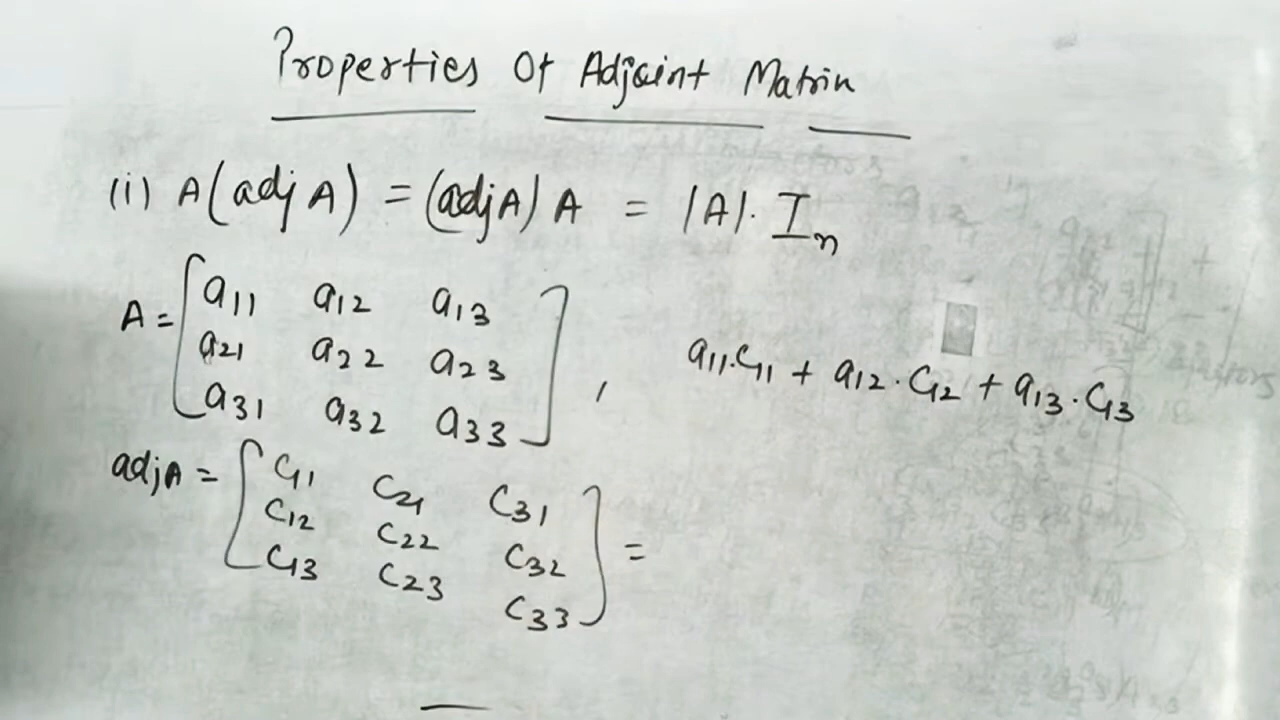 Properties Of Adjoint Matrix
(i) A(adj A) = (adjA) A = |A|. Iₙ
A = [a₁₁ a₁₂ a₁₃
a₂₁ a₂₂ a₂₃
a₃₁ a₃₂ a₃₃] ,
a₁₁.C₁₁ + a₁₂.C₁₂ + a₁₃.C₁₃
adjA = [C₁₁ C₂₁ C₃₁
C₁₂ C₂₂ C₃₂
C₁₃ C₂₃ C₃₃] =